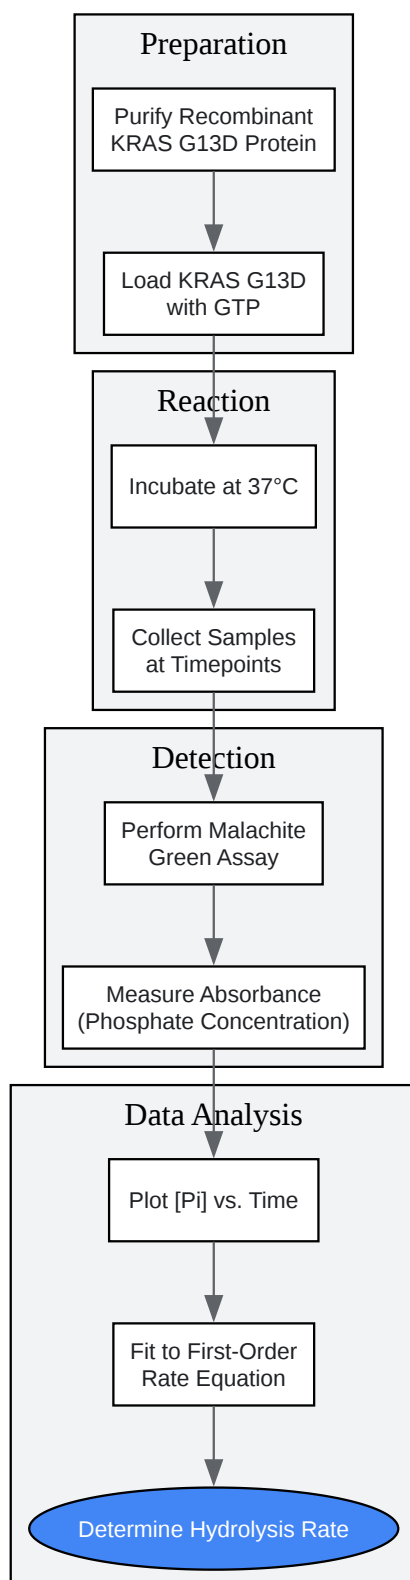 Preparation
Purify Recombinant
KRAS G13D Protein
Load KRAS G13D
with GTP
Reaction
Incubate at 37°C
Collect Samples
at Timepoints
Detection
Perform Malachite
Green Assay
Measure Absorbance
(Phosphate Concentration)
Data Analysis
Plot [Pi] vs. Time
Fit to First-Order
Rate Equation
Determine Hydrolysis Rate